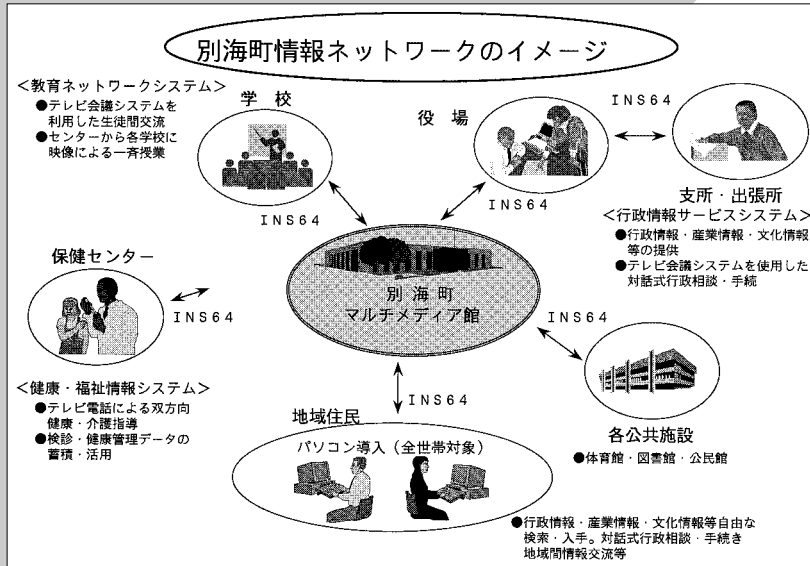 別海町情報ネットワークのイメージ
<教育ネットワークシステム>
●テレビ会議システムを
利用した生徒間交流
●センターから各学校に
映像による一斉授業
学 校
役 場
INS64
支所・出張所
<行政情報サービスシステム>
●行政情報・産業情報・文化情報
等の提供
●テレビ会議システムを使用した
対話式行政相談・手続
INS64
INS64
保健センター
INS64
別 海 町
マルチメディア館
INS64
<健康・福祉情報システム>
●テレビ電話による双方向
健康・介護指導
●検診・健康管理データの
蓄積・活用
INS64
地域住民
パソコン導入(全世帯対象)
各公共施設
●体育館・図書館・公民館
●行政情報・産業情報・文化情報等自由な
検索・入手。対話式行政相談・手続き
地域間情報交流等